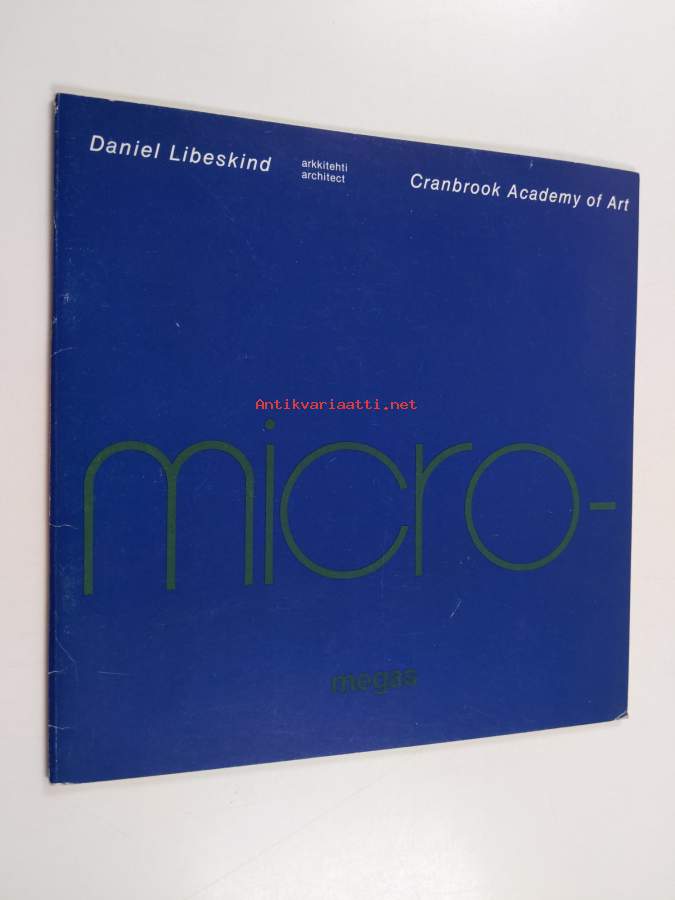 Daniel Libeskind
arkkitehti
architect
Cranbrook Academy of Art
Antikvariaatti.net
micro-
megas